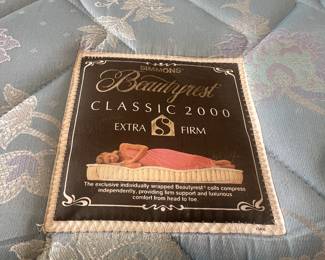 SIMMONS
Beautyrest®
CLASSIC 2000
EXTRA S FIRM
The exclusive individually wrapped Beautyrest® coils compress
independently, providing firm support and luxurious
comfort from head to toe.